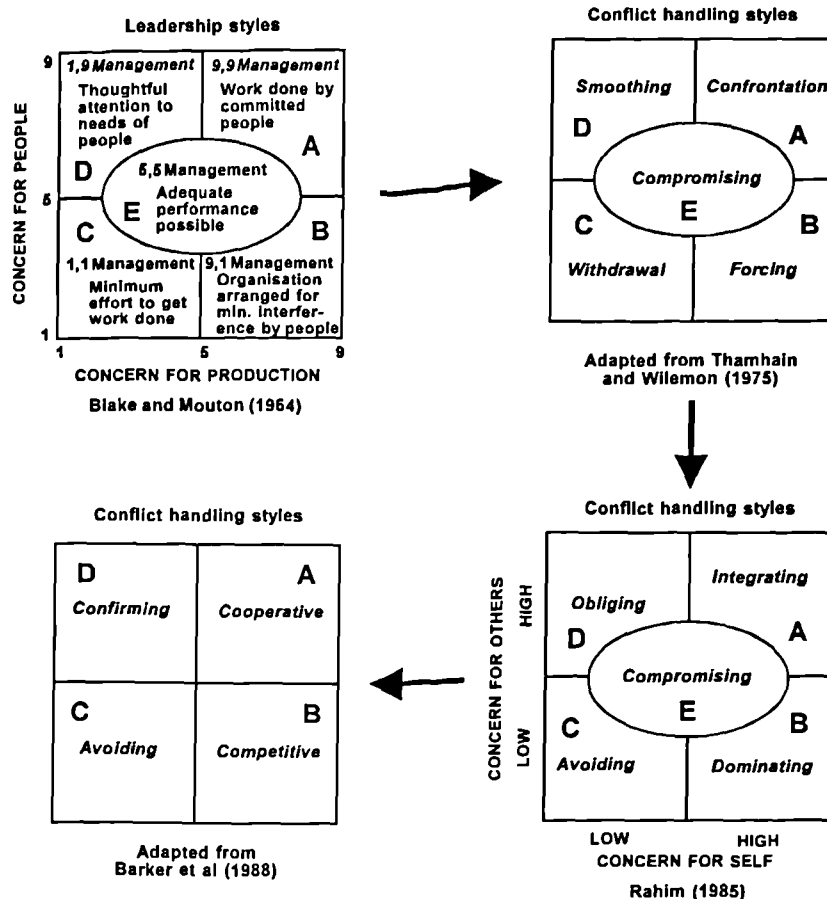 Leadership styles
9
1,9 Management
9,9 Management
Thoughtful
attention to
needs of
people
Work done by
committed
people
D
A
5,5 Management
CONCERN FOR PEOPLE
5
E
Adequate
performance
possible
C
B
1,1 Management
9,1 Management
Minimum
effort to get
work done
Organisation
arranged for
min. interfer-
ence by people
1
1
5
9
CONCERN FOR PRODUCTION
Blake and Mouton (1964)
Conflict handling styles
Smoothing
Confrontation
D
A
Compromising
E
C
B
Withdrawal
Forcing
Adapted from Thamhain
and Wilemon (1975)
Conflict handling styles
Integrating
Obliging
CONCERN FOR OTHERS
HIGH
LOW
D
A
Compromising
E
C
B
Avoiding
Dominating
LOW
HIGH
CONCERN FOR SELF
Rahim (1985)
Conflict handling styles
D
A
Confirming
Cooperative
C
B
Avoiding
Competitive
Adapted from
Barker et al (1988)